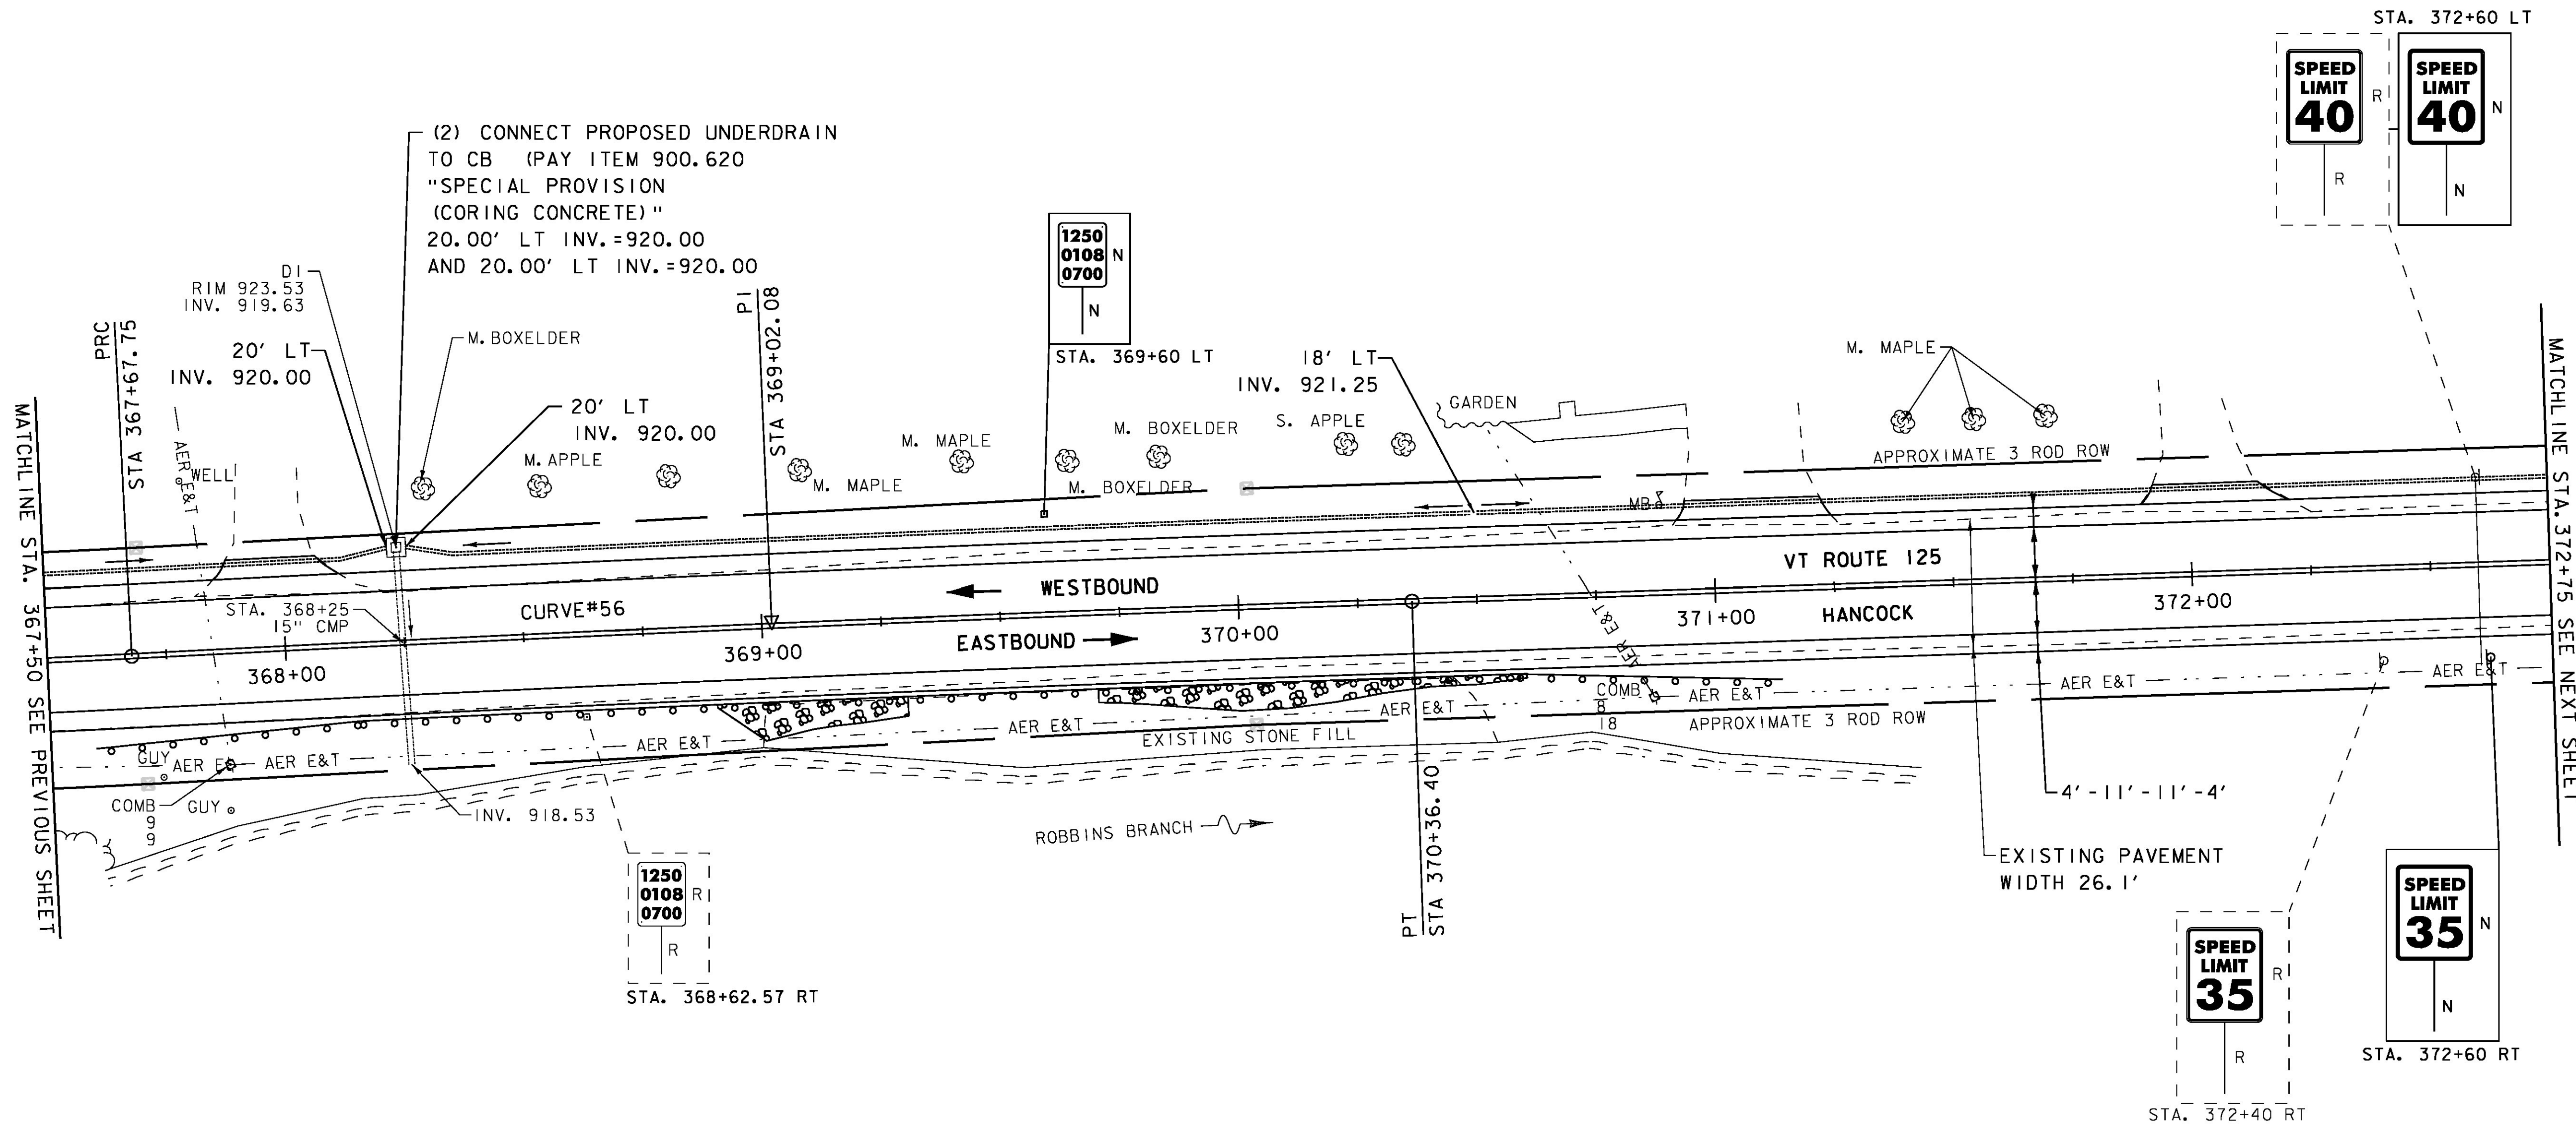 STA. 372+60 LT
SPEED
LIMIT
40
R
R
SPEED
LIMIT
40
N
N
(2) CONNECT PROPOSED UNDERDRAIN
TO CB (PAY ITEM 900.620
"SPECIAL PROVISION
(CORING CONCRETE)"
20.00' LT INV.=920.00
AND 20.00' LT INV.=920.00
DI
RIM 923.53
INV. 919.63
20' LT
INV. 920.00
PRC
STA 367+67.75
M.BOXELDER
20' LT
INV. 920.00
M.APPLE
PI
STA 369+02.08
M. MAPLE
M. MAPLE
1250
0108
0700
N
N
STA. 369+60 LT
M. BOXELDER
M. BOXELDER
S. APPLE
18' LT
INV. 921.25
GARDEN
M. MAPLE
APPROXIMATE 3 ROD ROW
MB
WELL
AER E&T
MATCHLINE STA. 367+50 SEE PREVIOUS SHEET
MATCHLINE STA. 372+75 SEE NEXT SHEET
STA. 368+25
15" CMP
CURVE#56
WESTBOUND
EASTBOUND
VT ROUTE 125
HANCOCK
368+00
369+00
370+00
371+00
372+00
AER E&T
COMB
8
18
AER E&T
AER E&T
AER E&T
AER E&T
AER E&T
AER E&T
AER E&T
AER E
GUY
GUY
COMB
9
9
EXISTING STONE FILL
APPROXIMATE 3 ROD ROW
INV. 918.53
ROBBINS BRANCH
PT
STA 370+36.40
4'-11'-11'-4'
EXISTING PAVEMENT
WIDTH 26.1'
1250
0108
0700
R
R
STA. 368+62.57 RT
SPEED
LIMIT
35
R
R
STA. 372+40 RT
SPEED
LIMIT
35
N
N
STA. 372+60 RT